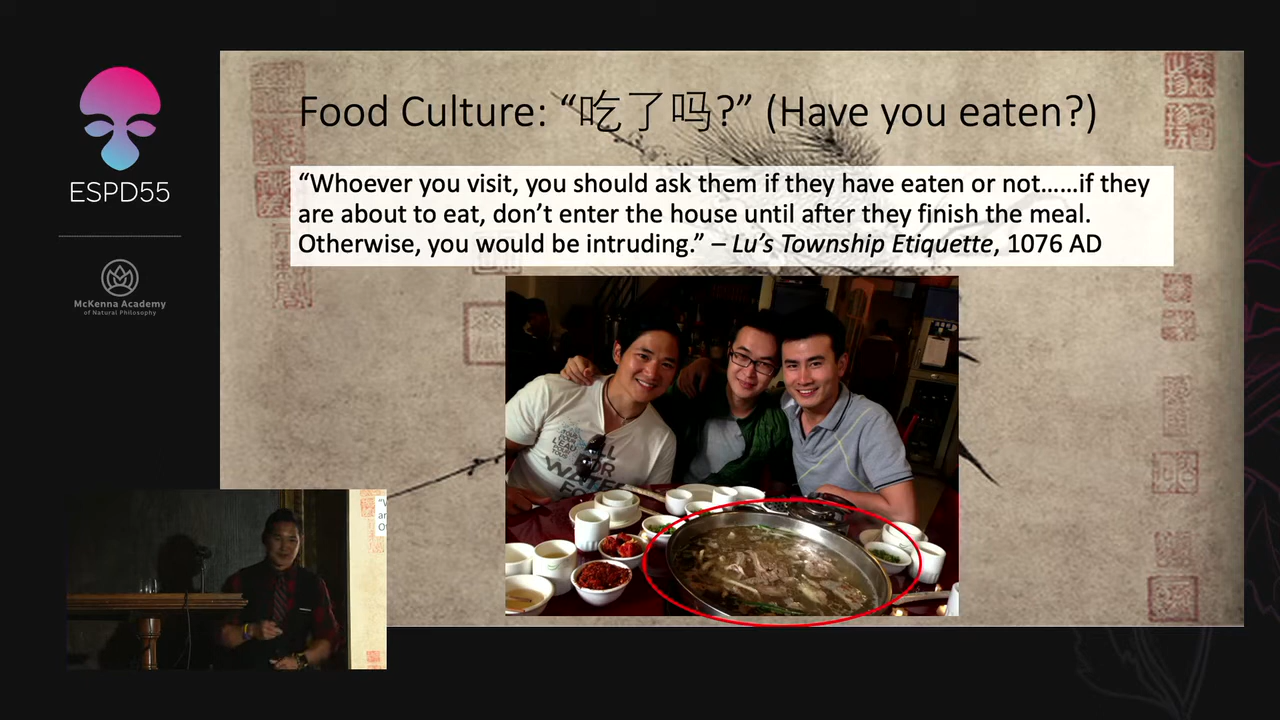 Food Culture: “吃了吗?” (Have you eaten?)
“Whoever you visit, you should ask them if they have eaten or not……if they
are about to eat, don’t enter the house until after they finish the meal.
Otherwise, you would be intruding.” – Lu’s Township Etiquette, 1076 AD
ESPD55
McKenna Academy
of Natural Philosophy